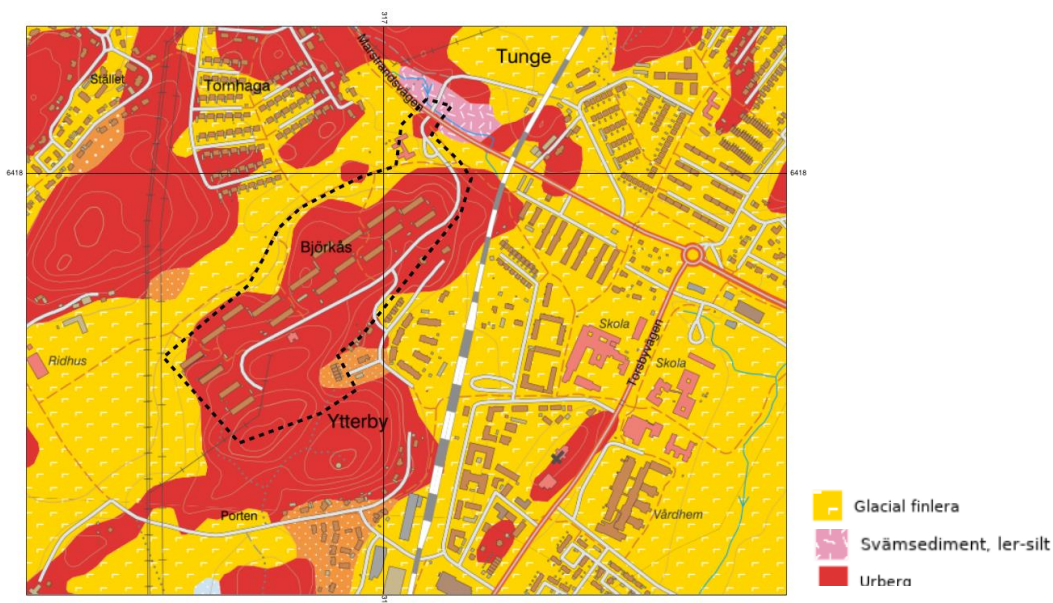 317
Tunge
Marstrandsvägen
Stället
Tornhaga
6418
6418
Björkås
Skola
Ridhus
Torsbyvägen
Skola
Ytterby
Porten
Vårdhem
Glacial finlera
Svämsediment, ler-silt
Urberg
31